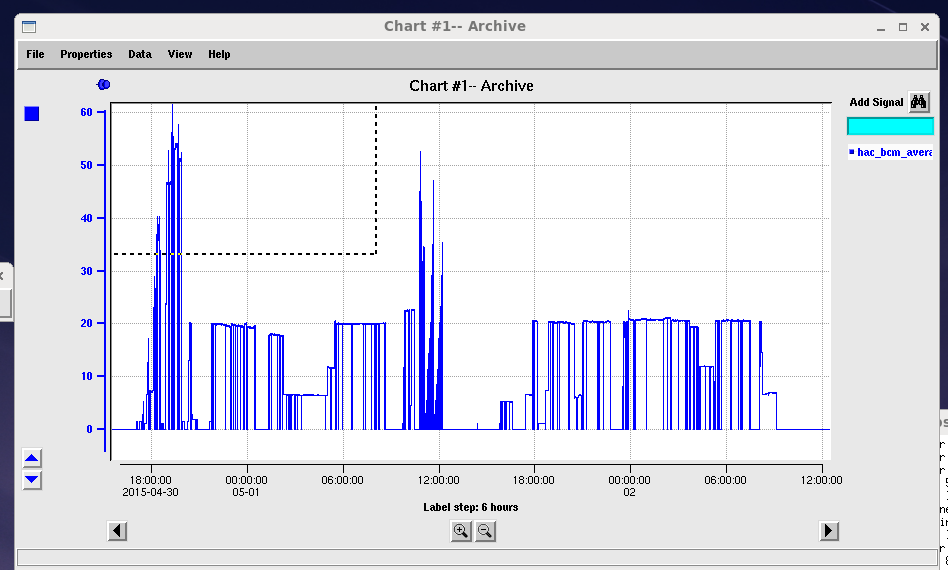 Chart #1-- Archive
File Properties Data View Help
Chart #1-- Archive
Add Signal
hac_bcm_avera
60
50
40
30
20
10
0
18:00:00 00:00:00 06:00:00 12:00:00 18:00:00 00:00:00 06:00:00 12:00:00
2015-04-30 05-01 02
Label step: 6 hours